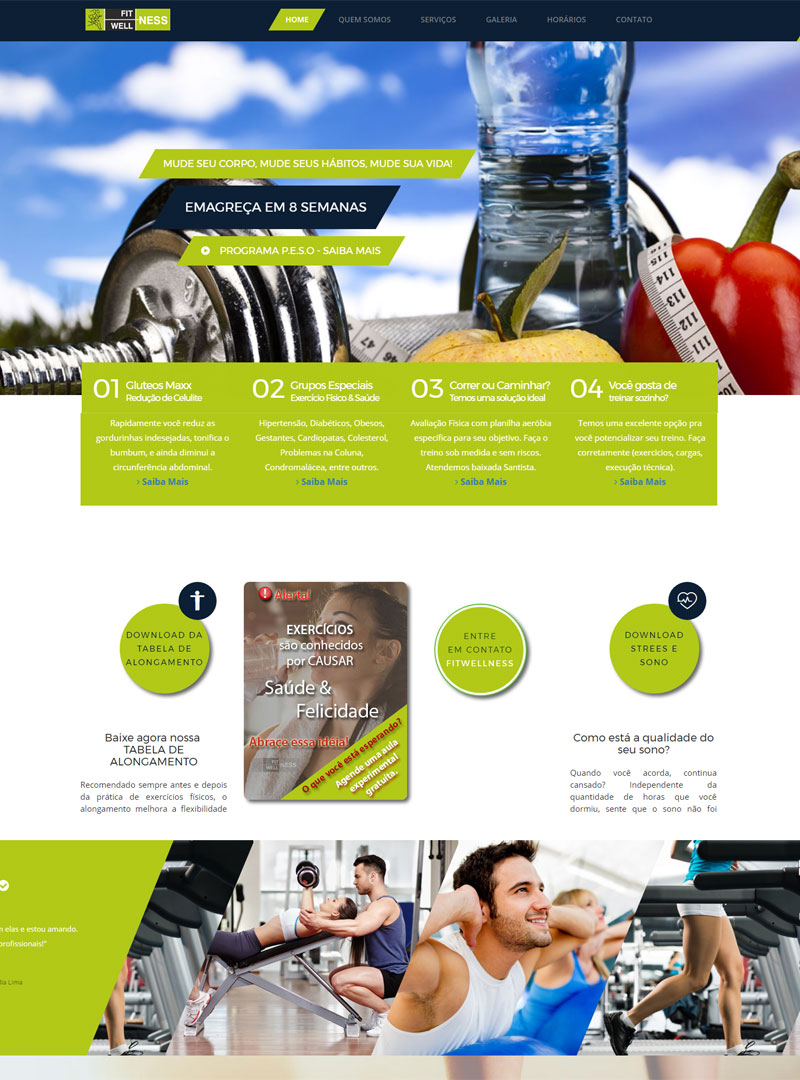 FIT
WELL NESS
HOME QUEM SOMOS SERVIÇOS GALERIA HORÁRIOS CONTATO
MUDE SEU CORPO, MUDE SEUS HÁBITOS, MUDE SUA VIDA!
EMAGREÇA EM 8 SEMANAS
PROGRAMA P.E.S.O - SAIBA MAIS
115
114
113
112
111
01 Gluteos Maxx
Redução de Celulite
Rapidamente você reduz as
gordurinhas indesejadas, tonifica o
bumbum, e ainda diminui a
circunferência abdominal.
› Saiba Mais
02 Grupos Especiais
Exercício Físico & Saúde
Hipertensão, Diabéticos, Obesos,
Gestantes, Cardiopatas, Colesterol,
Problemas na Coluna,
Condromalácea, entre outros.
› Saiba Mais
03 Correr ou Caminhar?
Temos uma solução ideal
Avaliação Física com planilha aeróbia
específica para seu objetivo. Faça o
treino sob medida e sem riscos.
Atendemos baixada Santista.
› Saiba Mais
04 Você gosta de
treinar sozinho?
Temos uma excelente opção pra
você potencializar seu treino. Faça
corretamente (exercícios, cargas,
execução técnica).
› Saiba Mais
DOWNLOAD DA
TABELA DE
ALONGAMENTO
Baixe agora nossa
TABELA DE
ALONGAMENTO
Recomendado sempre antes e depois
da prática de exercícios físicos, o
alongamento melhora a flexibilidade
Alerta!
EXERCÍCIOS
são conhecidos
por CAUSAR
Saúde &
Felicidade
Abrace essa idéia!
FIT
WELL NESS
O que você está esperando?
Agende uma aula
experimental
gratuita.
ENTRE
EM CONTATO
FITWELLNESS
DOWNLOAD
STREES E
SONO
Como está a qualidade do
seu sono?
Quando você acorda, continua
cansado? Independente da
quantidade de horas que você
dormiu, sente que o sono não foi
elas e estou amando.
profissionais!"
Lima